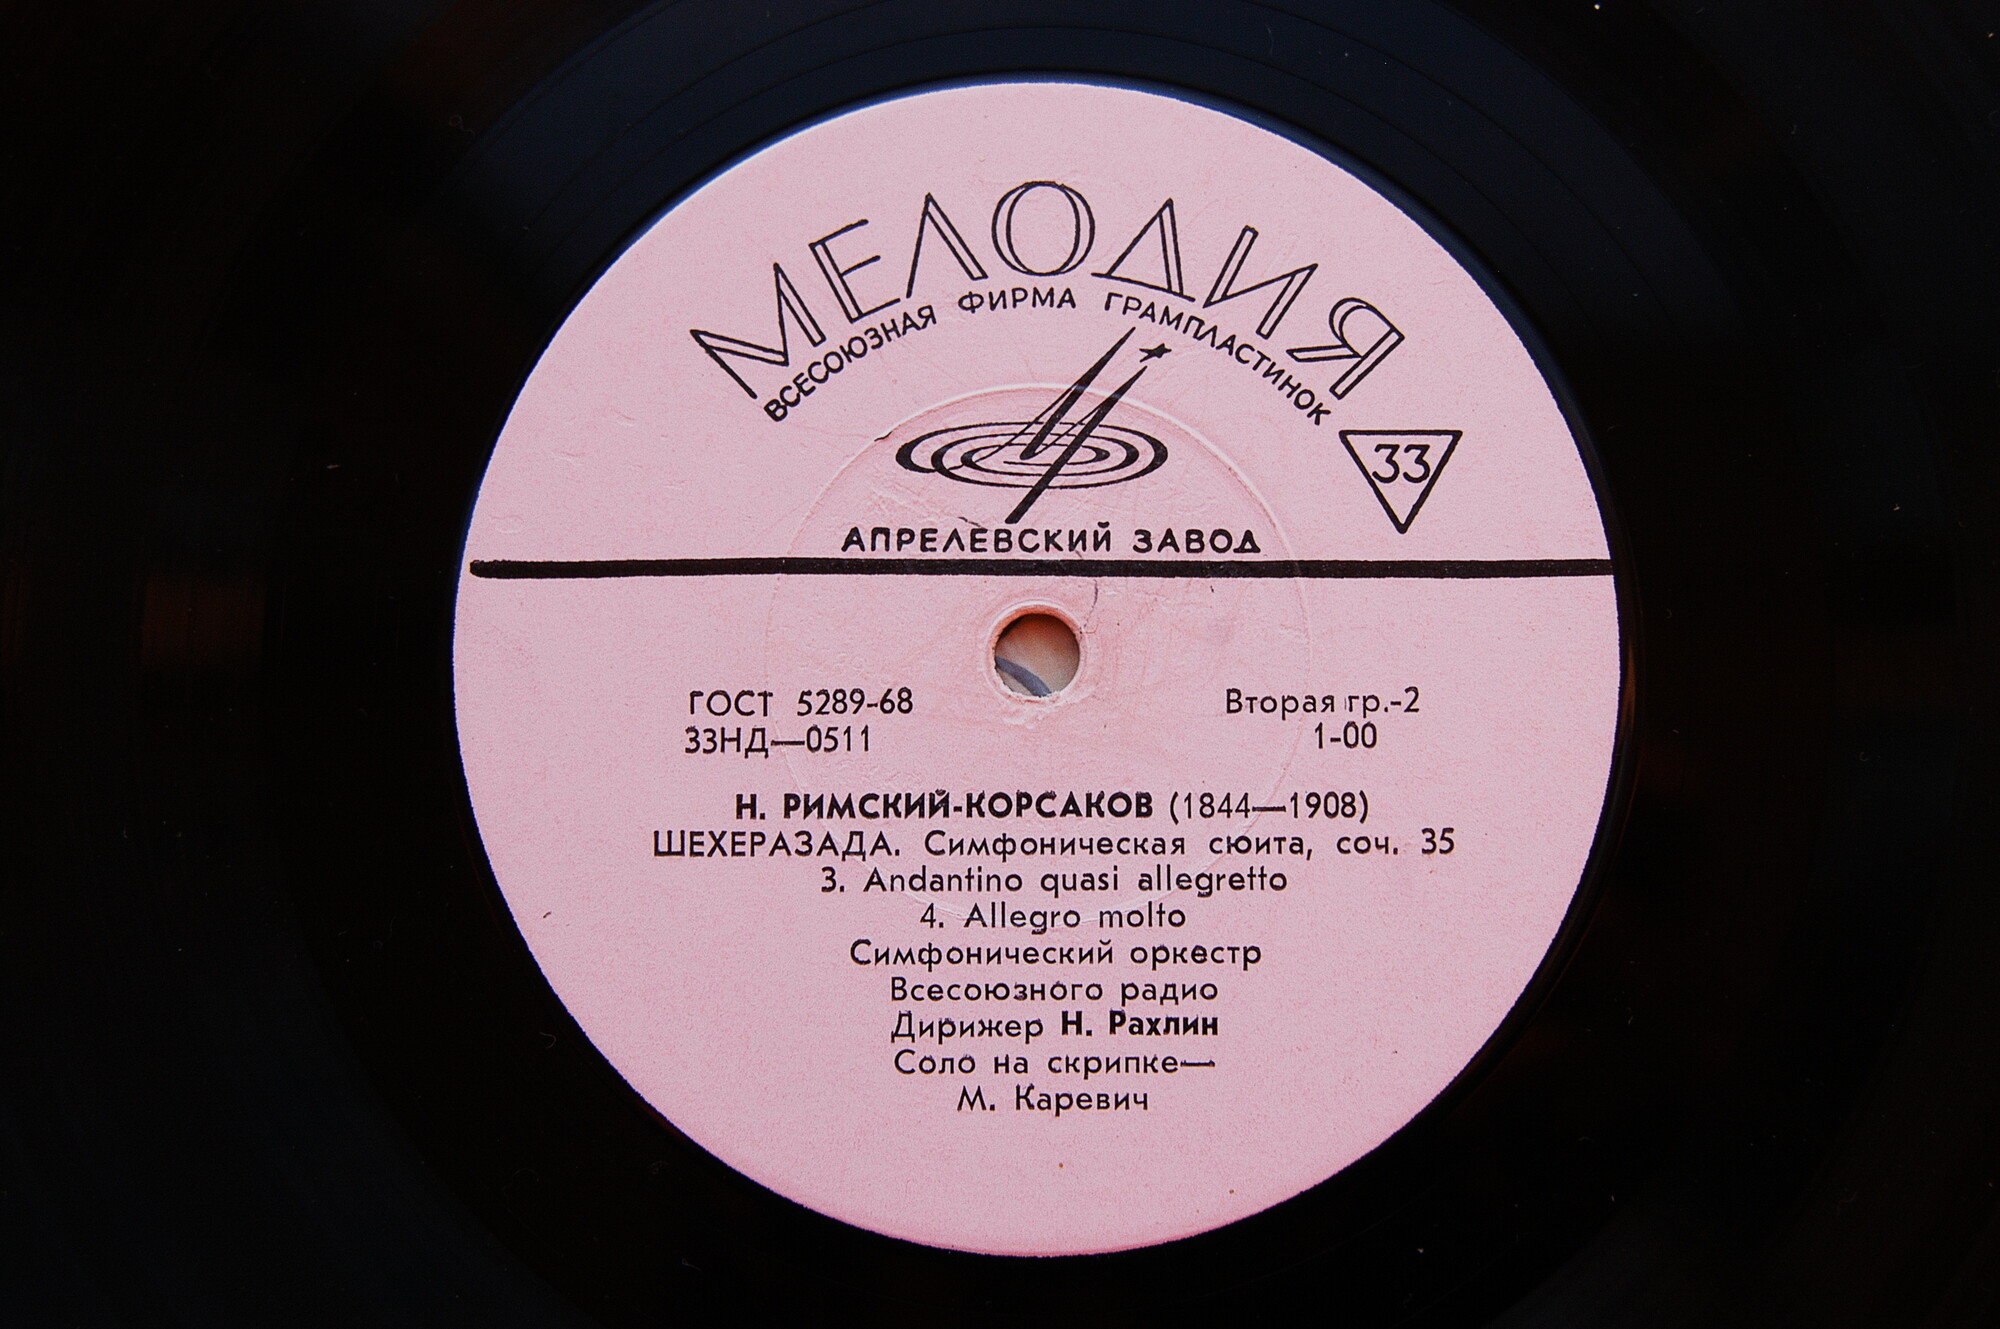 МЕЛОДИЯ
ВСЕСОЮЗНАЯ ФИРМА ГРАМПЛАСТИНОК
33
АПРЕЛЕВСКИЙ ЗАВОД
ГОСТ 5289-68 Вторая гр.-2
33НД—0511 1-00
Н. РИМСКИЙ-КОРСАКОВ (1844—1908)
ШЕХЕРАЗАДА. Симфоническая сюита, соч. 35
3. Andantino quasi allegretto
4. Allegro molto
Симфонический оркестр
Всесоюзного радио
Дирижер Н. Рахлин
Соло на скрипке—
М. Каревич